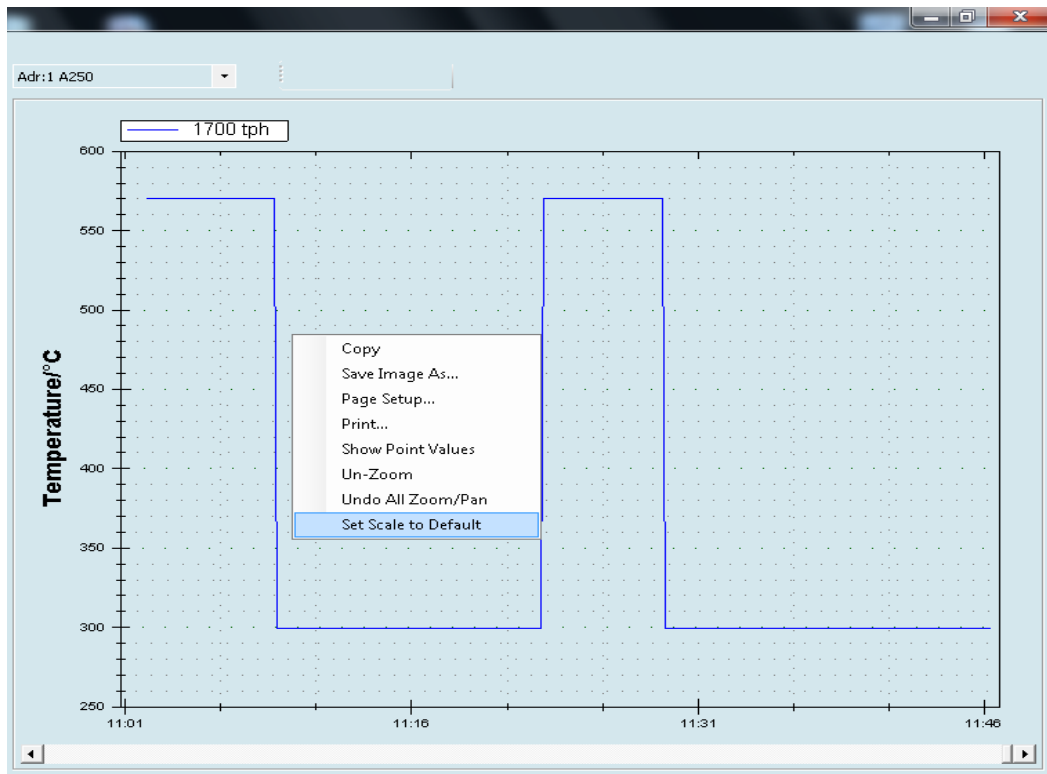 Adr:1 A250
1700 tph
600
550
500
450
400
350
300
250
Temperature/°C
Copy
Save Image As...
Page Setup...
Print...
Show Point Values
Un-Zoom
Undo All Zoom/Pan
Set Scale to Default
11:01
11:16
11:31
11:46